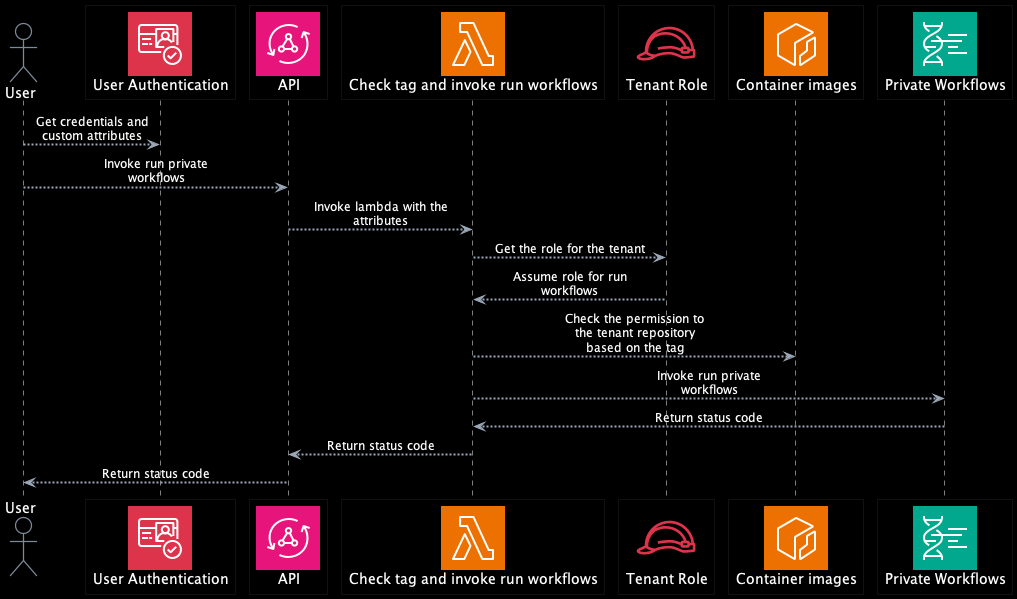 User
User Authentication
API
Check tag and invoke run workflows
Tenant Role
Container images
Private Workflows
Get credentials and
custom attributes
Invoke run private
workflows
Invoke lambda with the
attributes
Get the role for the tenant
Assume role for run
workflows
Check the permission to
the tenant repository
based on the tag
Invoke run private
workflows
Return status code
Return status code
Return status code
User
User Authentication
API
Check tag and invoke run workflows
Tenant Role
Container images
Private Workflows